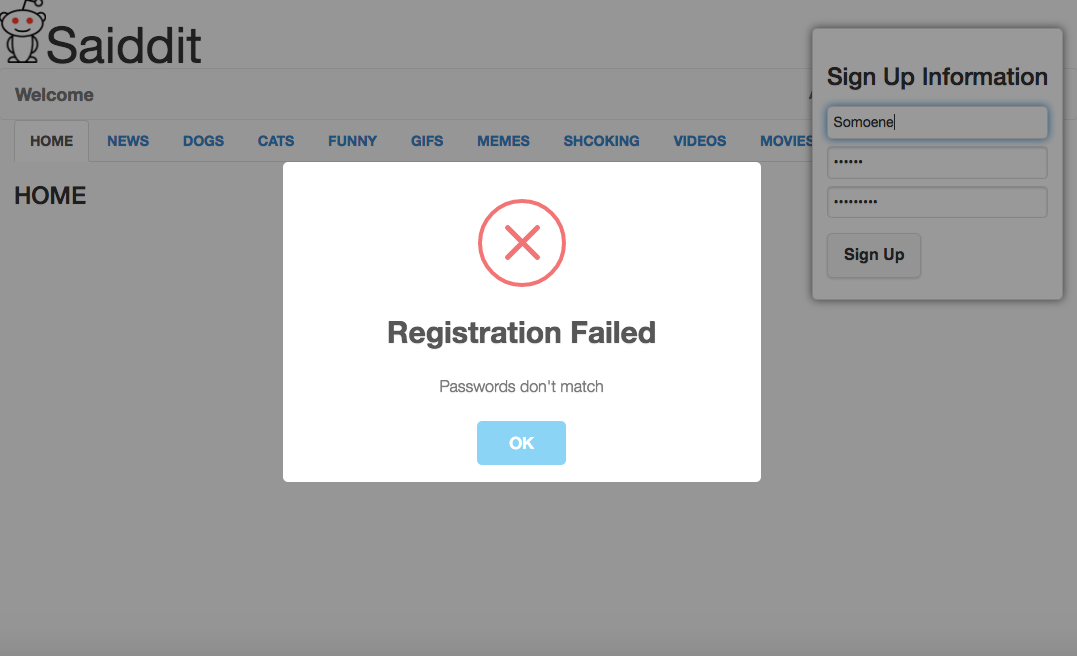 Saiddit
Welcome
HOME NEWS DOGS CATS FUNNY GIFS MEMES SHCOKING VIDEOS MOVIES
HOME
Sign Up Information
Somoene
••••••
•••••••••
Sign Up
Registration Failed
Passwords don't match
OK